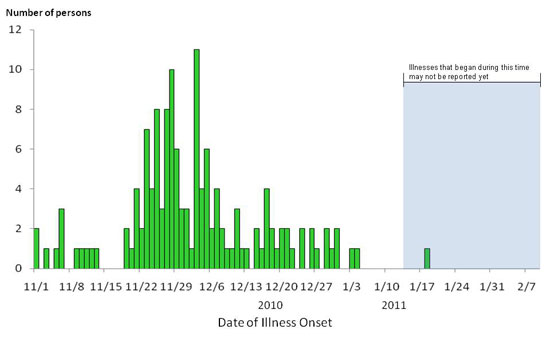 Number of persons
12
Illnesses that began during this time
may not be reported yet
10
8
6
4
2
0
11/1 11/8 11/15 11/22 11/29 12/6 12/13 12/20 12/27 1/3 1/10 1/17 1/24 1/31 2/7
2010 2011
Date of Illness Onset